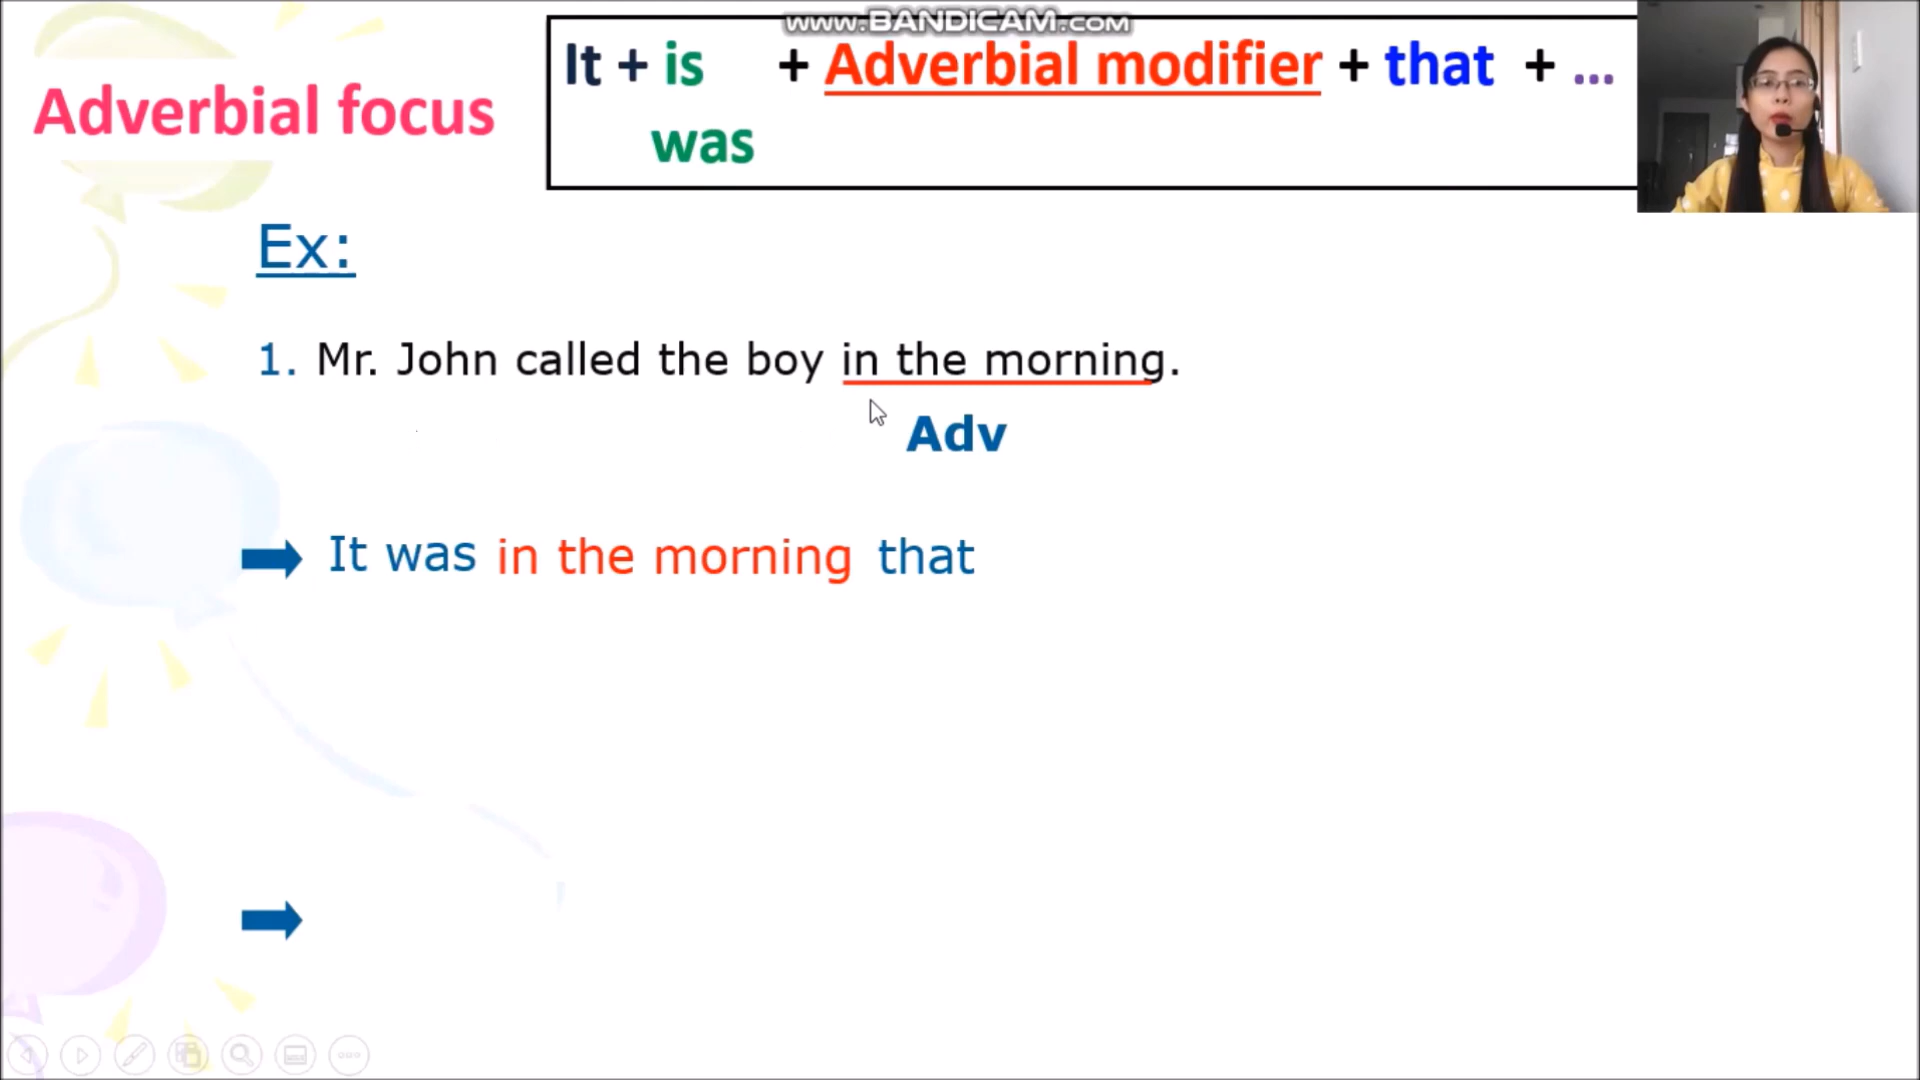 www.BANDICAM.com
Adverbial focus
It + is + Adverbial modifier + that + ...
was
Ex:
1. Mr. John called the boy in the morning.
Adv
It was in the morning that